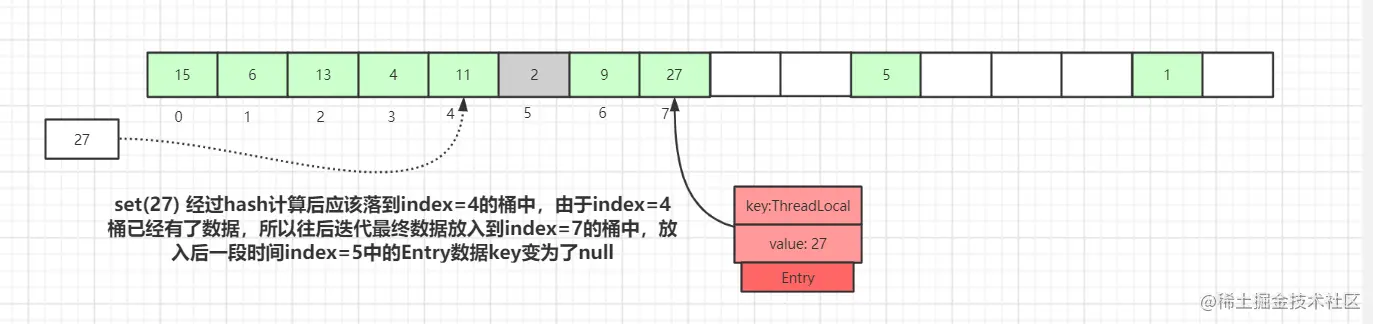 15 6 13 4 11 2 9 27 5 1
0 1 2 3 4 5 6 7
27
set(27) 经过hash计算后应该落到index=4的桶中，由于index=4
桶已经有了数据，所以往后迭代最终数据放入到index=7的桶中，放
入后一段时间index=5中的Entry数据key变为了null
key:ThreadLocal
value: 27
Entry
@稀土掘金技术社区